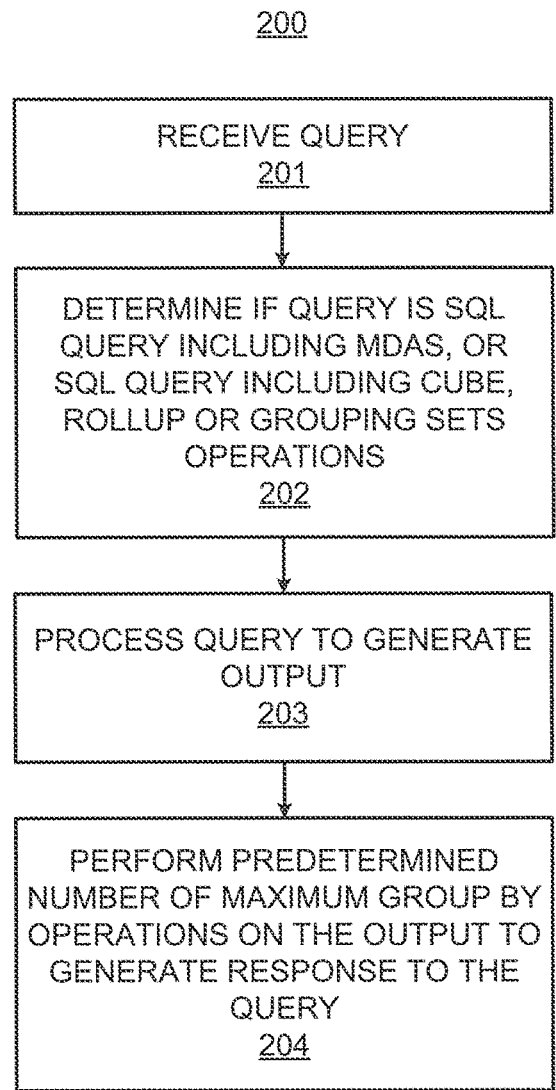 200
RECEIVE QUERY
201
DETERMINE IF QUERY IS SQL
QUERY INCLUDING MDAS, OR
SQL QUERY INCLUDING CUBE,
ROLLUP OR GROUPING SETS
OPERATIONS
202
PROCESS QUERY TO GENERATE
OUTPUT
203
PERFORM PREDETERMINED
NUMBER OF MAXIMUM GROUP BY
OPERATIONS ON THE OUTPUT TO
GENERATE RESPONSE TO THE
QUERY
204